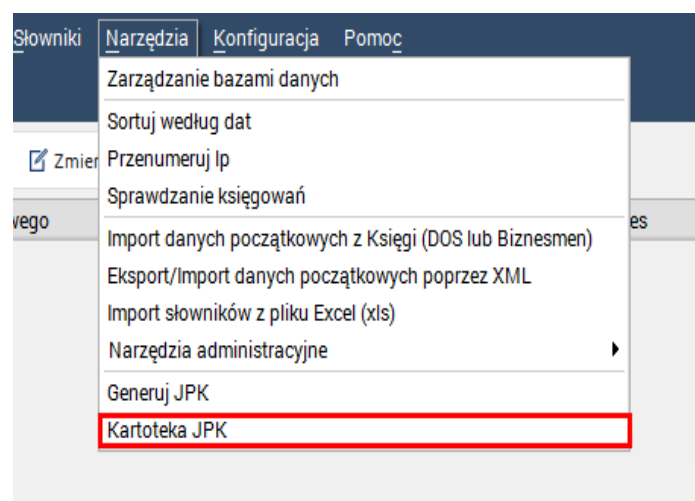 Słowniki Narzędzia Konfiguracja Pomoc
Zarządzanie bazami danych
Sortuj według dat
Zmier Przenumeruj lp
Sprawdzanie księgowań
wego es
Import danych początkowych z Księgi (DOS lub Biznesmen)
Eksport/Import danych początkowych poprzez XML
Import słowników z pliku Excel (xls)
Narzędzia administracyjne
Generuj JPK
Kartoteka JPK